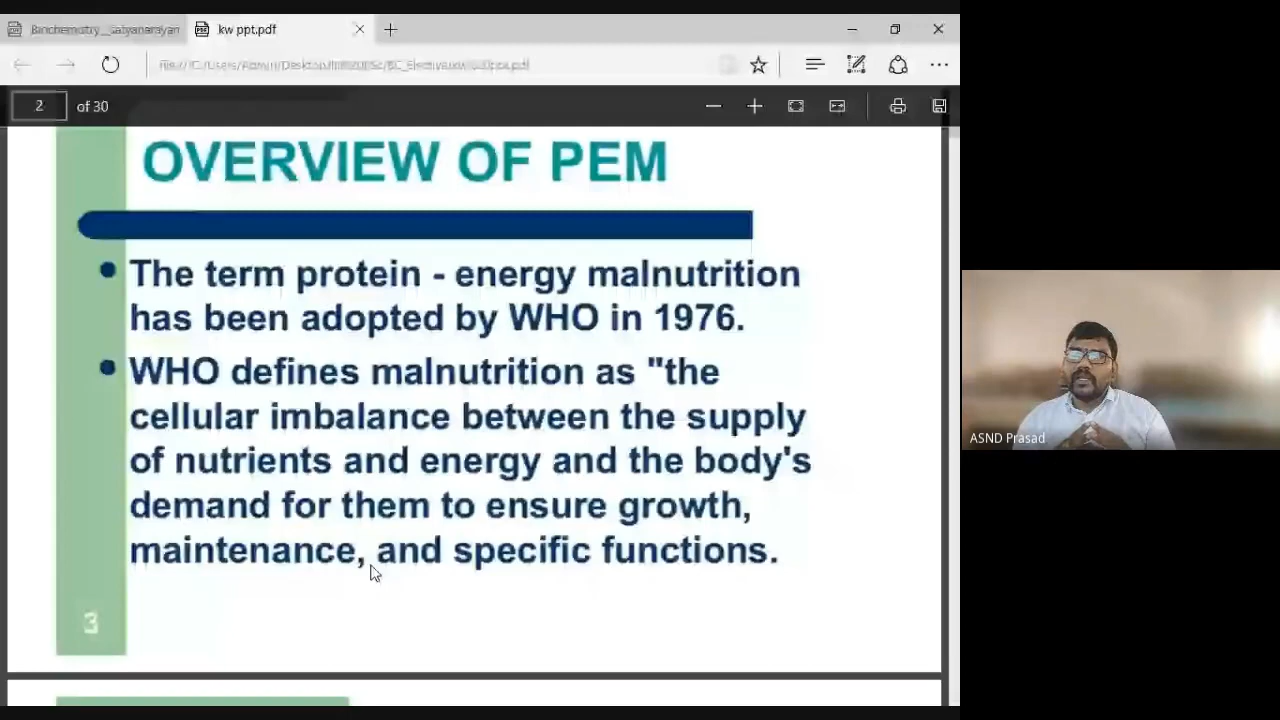 Biochemistry_Satyanarayan
kw ppt.pdf
2 of 30
OVERVIEW OF PEM
• The term protein - energy malnutrition
has been adopted by WHO in 1976.
• WHO defines malnutrition as "the
cellular imbalance between the supply
of nutrients and energy and the body's
demand for them to ensure growth,
maintenance, and specific functions.
3
ASND Prasad